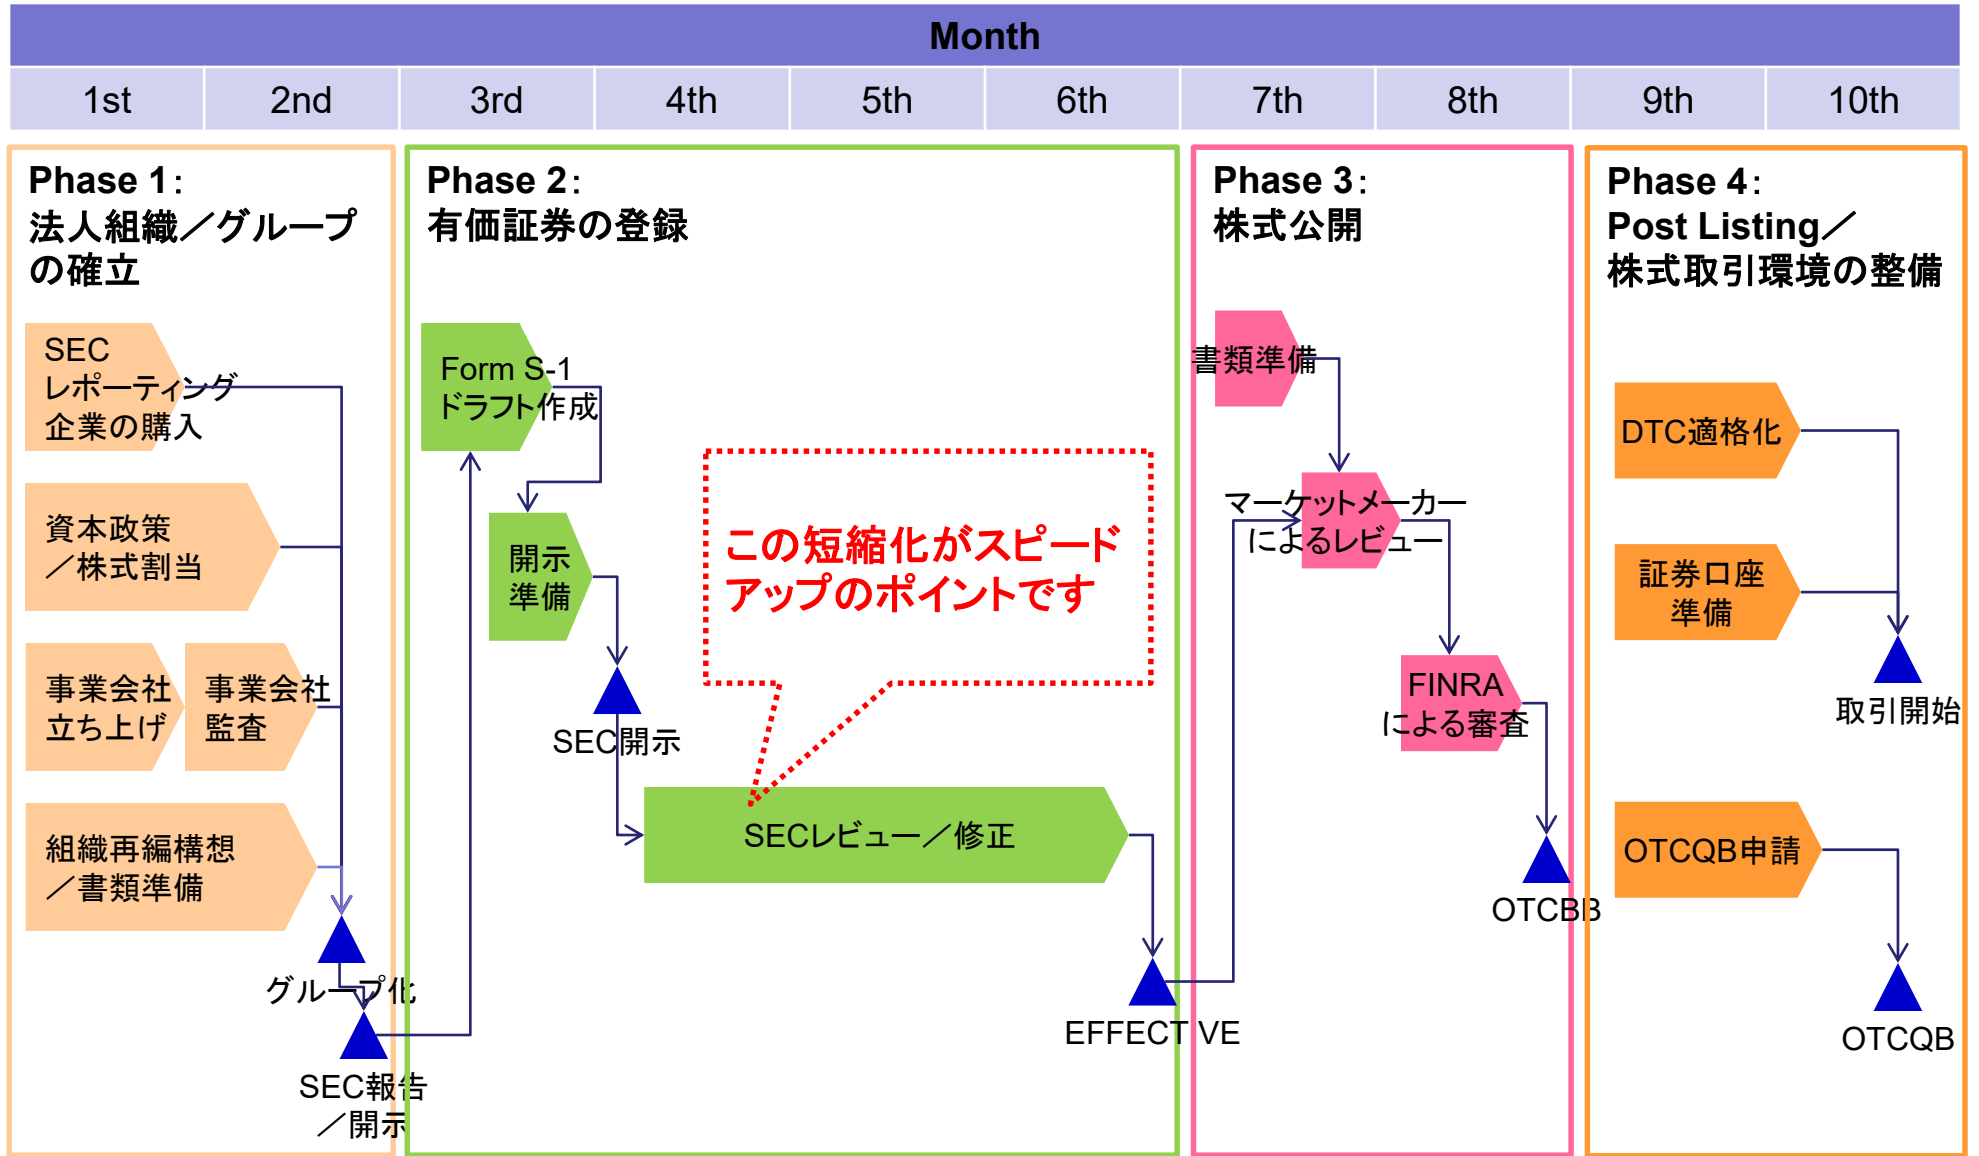 Month
1st
2nd
3rd
4th
5th
6th
7th
8th
9th
10th
Phase 1：
法人組織／グループ
の確立
SEC
レポーティング
企業の購入
資本政策
／株式割当
事業会社
立ち上げ
事業会社
監査
組織再編構想
／書類準備
グループ化
SEC報告
／開示
Phase 2：
有価証券の登録
Form S-1
ドラフト作成
開示
準備
SEC開示
この短縮化がスピード
アップのポイントです
SECレビュー／修正
EFFECTIVE
Phase 3：
株式公開
書類準備
マーケットメーカー
によるレビュー
FINRA
による審査
OTCBB
Phase 4：
Post Listing／
株式取引環境の整備
DTC適格化
証券口座
準備
取引開始
OTCQB申請
OTCQB